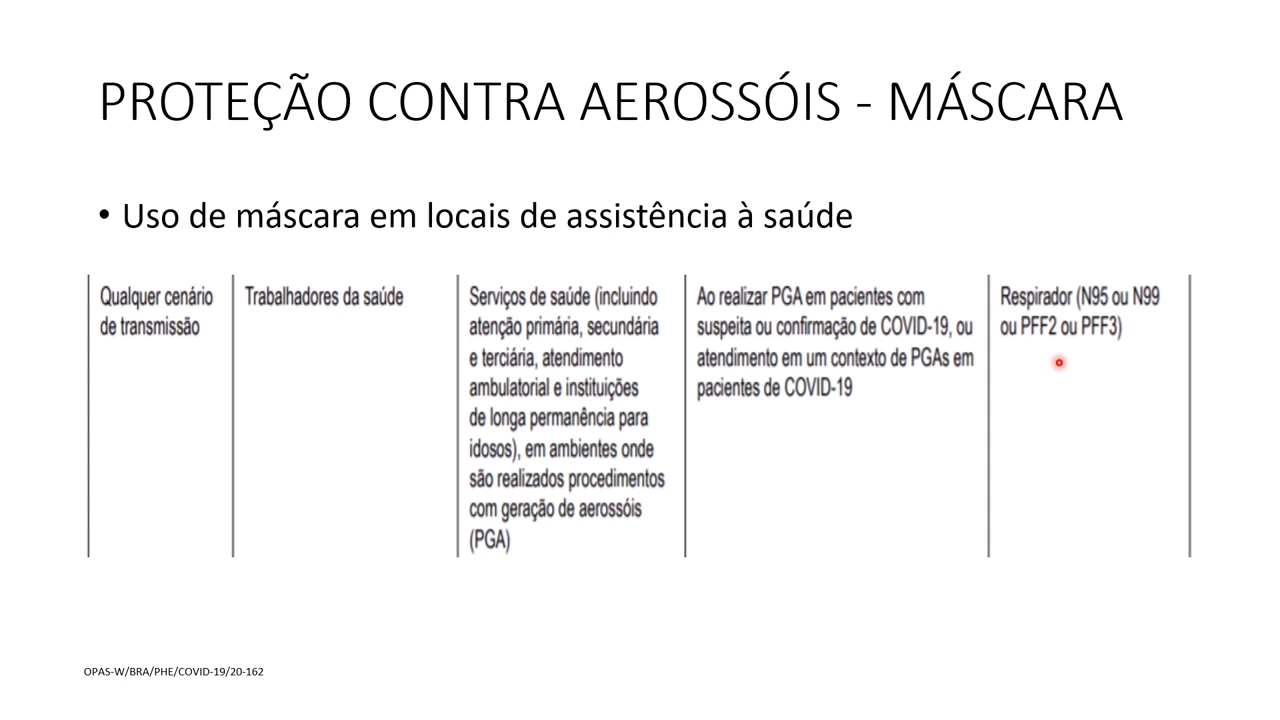 PROTEÇÃO CONTRA AEROSSÓIS - MÁSCARA
• Uso de máscara em locais de assistência à saúde
Qualquer cenário
de transmissão
Trabalhadores da saúde
Serviços de saúde (incluindo
atenção primária, secundária
e terciária, atendimento
ambulatorial e instituições
de longa permanência para
idosos), em ambientes onde
são realizados procedimentos
com geração de aerossóis
(PGA)
Ao realizar PGA em pacientes com
suspeita ou confirmação de COVID-19, ou
atendimento em um contexto de PGAs em
pacientes de COVID-19
Respirador (N95 ou N99
ou PFF2 ou PFF3)
OPAS-W/BRA/PHE/COVID-19/20-162